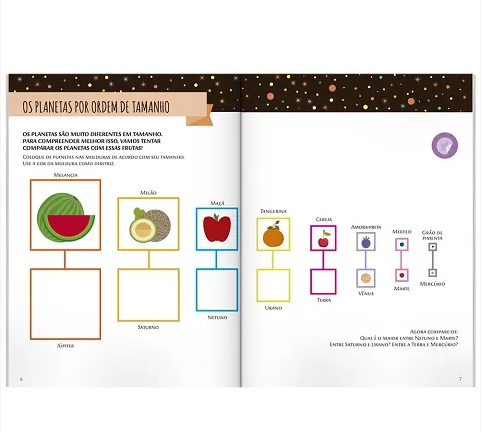 OS PLANETAS POR ORDEM DE TAMANHO
OS PLANETAS SÃO MUITO DIFERENTES EM TAMANHO.
PARA COMPREENDER MELHOR ISSO, VAMOS TENTAR
COMPARAR OS PLANETAS COM ESSAS FRUTAS!
COLOQUE OS PLANETAS NAS MOLDURAS DE ACORDO COM SEU TAMANHO.
USE A COR DA MOLDURA COMO DIRETRIZ.
MELANCIA
MELÃO
MAÇÃ
TANGERINA
CEREJA
AMORA-PRETA
MIRTILO
GRÃO DE
PIMENTA
JÚPITER
SATURNO
NETUNO
URANO
TERRA
VÊNUS
MARTE
MERCÚRIO
AGORA COMPARE-OS:
QUAL É O MAIOR ENTRE NETUNO E MARTE?
ENTRE SATURNO E URANO? ENTRE A TERRA E MERCÚRIO?
6
7